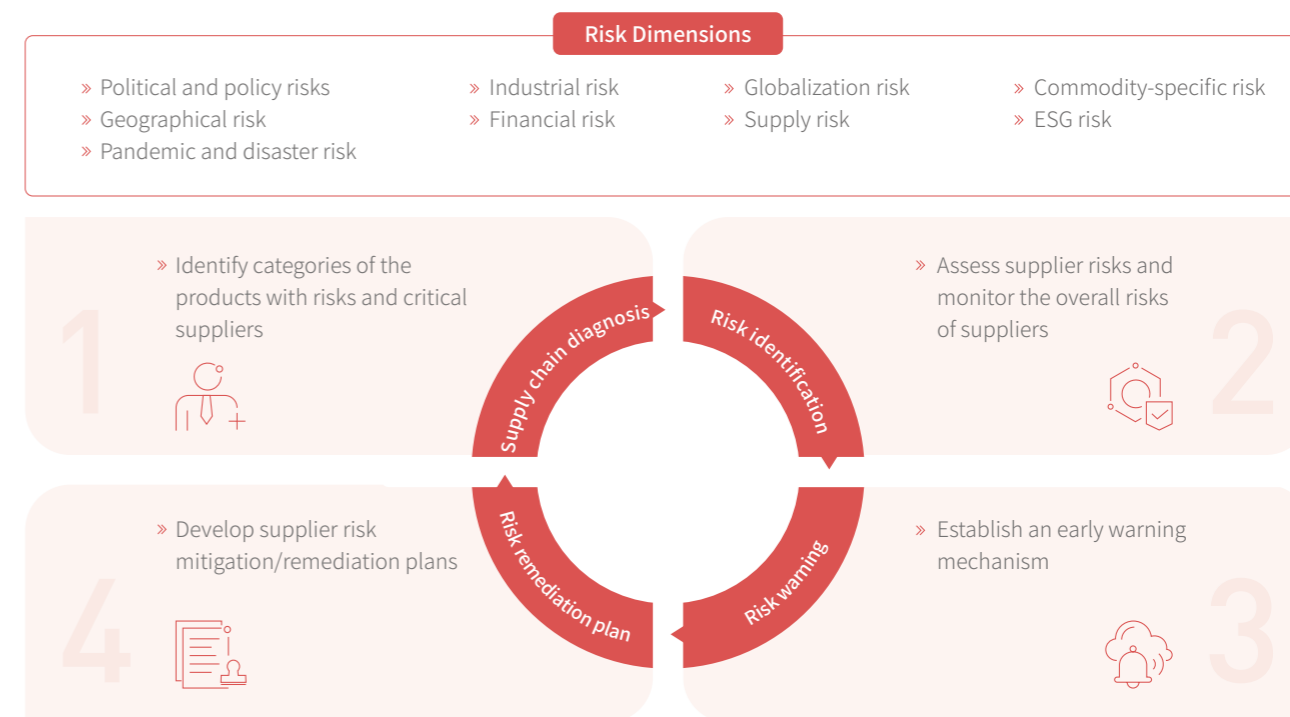 Risk Dimensions
» Political and policy risks
» Geographical risk
» Pandemic and disaster risk
» Industrial risk
» Financial risk
» Globalization risk
» Supply risk
» Commodity-specific risk
» ESG risk
1
» Identify categories of the
products with risks and critical
suppliers
Supply chain diagnosis
Risk identification
» Assess supplier risks and
monitor the overall risks
of suppliers
2
4
» Develop supplier risk
mitigation/remediation plans
Risk remediation plan
Risk warning
» Establish an early warning
mechanism
3